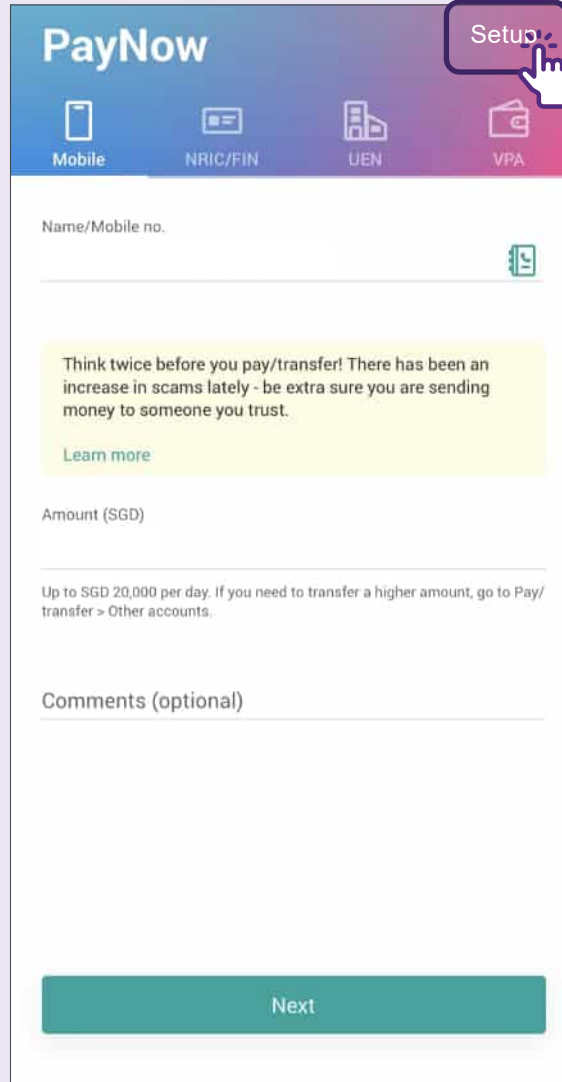 PayNow
Setup
Mobile
NRIC/FIN
UEN
VPA
Name/Mobile no.
Think twice before you pay/transfer! There has been an
increase in scams lately - be extra sure you are sending
money to someone you trust.
Learn more
Amount (SGD)
Up to SGD 20,000 per day. If you need to transfer a higher amount, go to Pay/
transfer > Other accounts.
Comments (optional)
Next